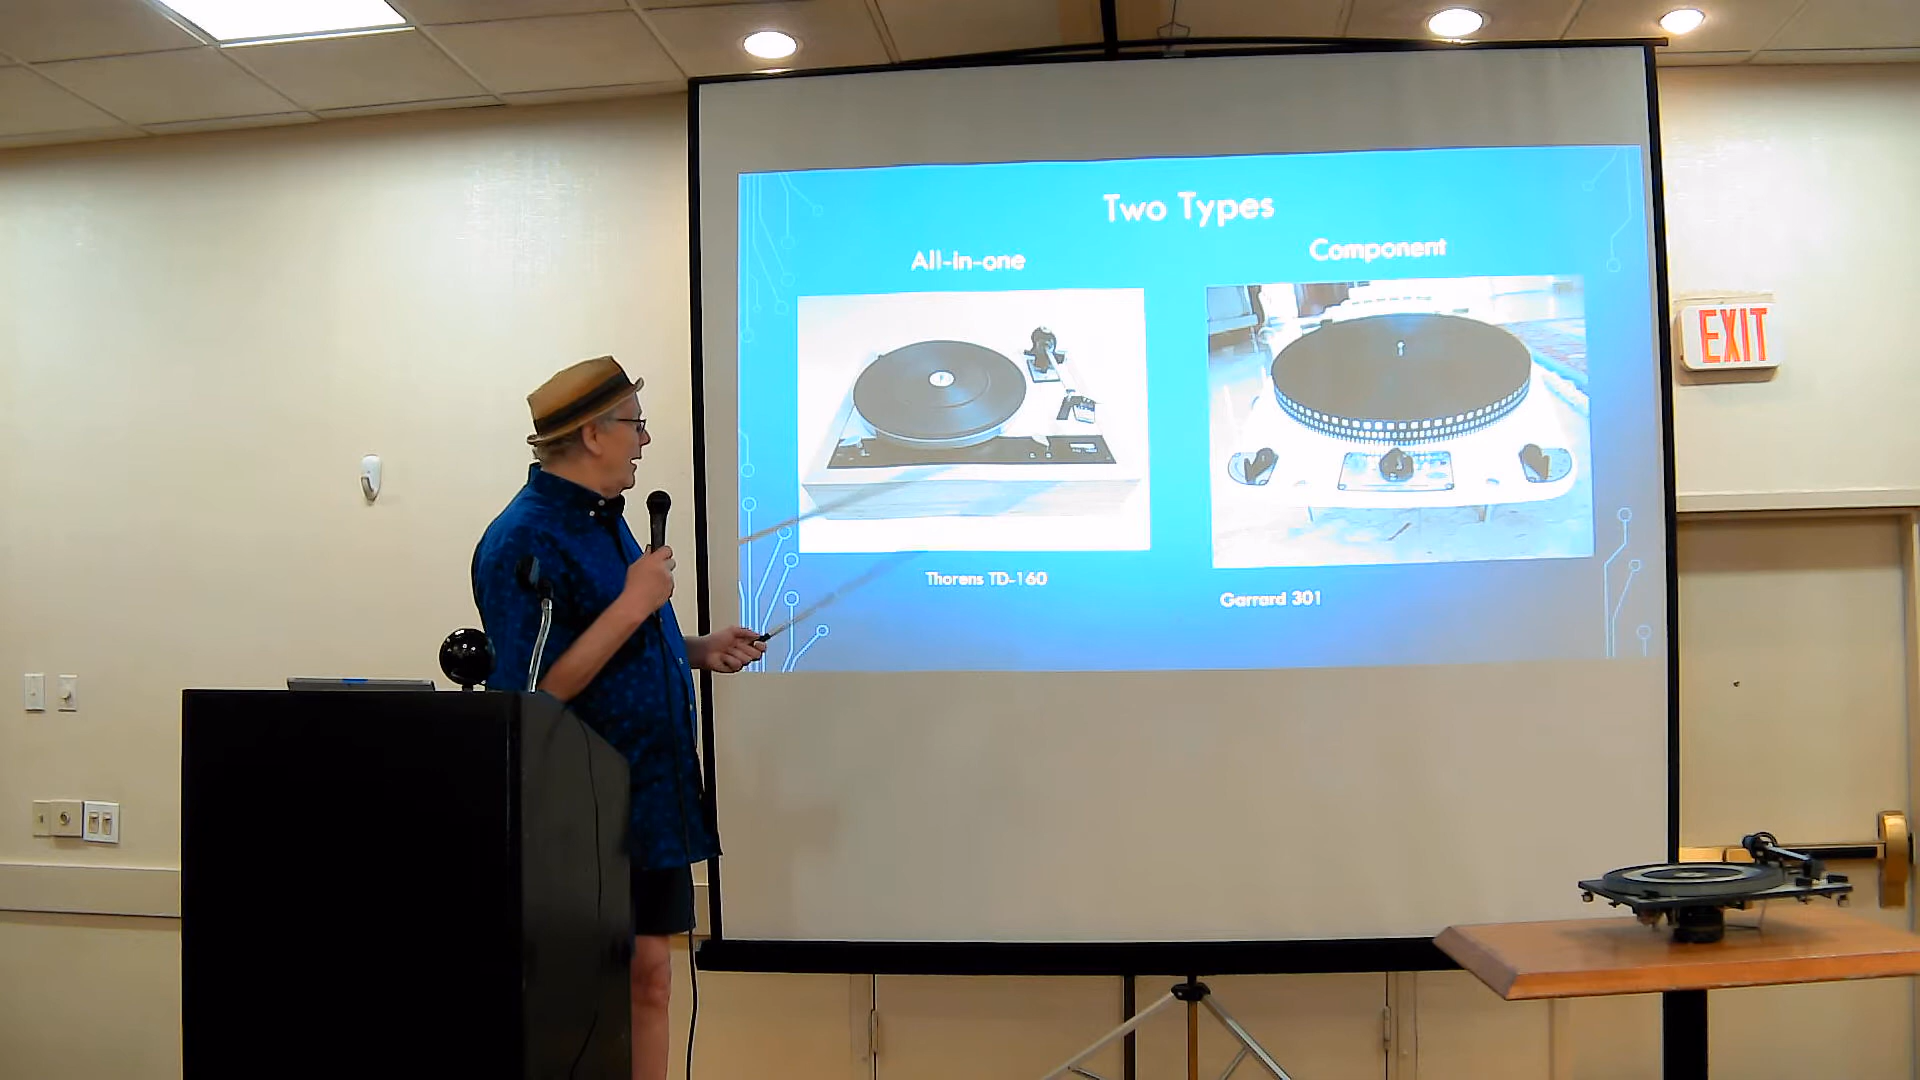 Two Types
All-in-one
Component
Thorens TD-160
Garrard 301
EXIT